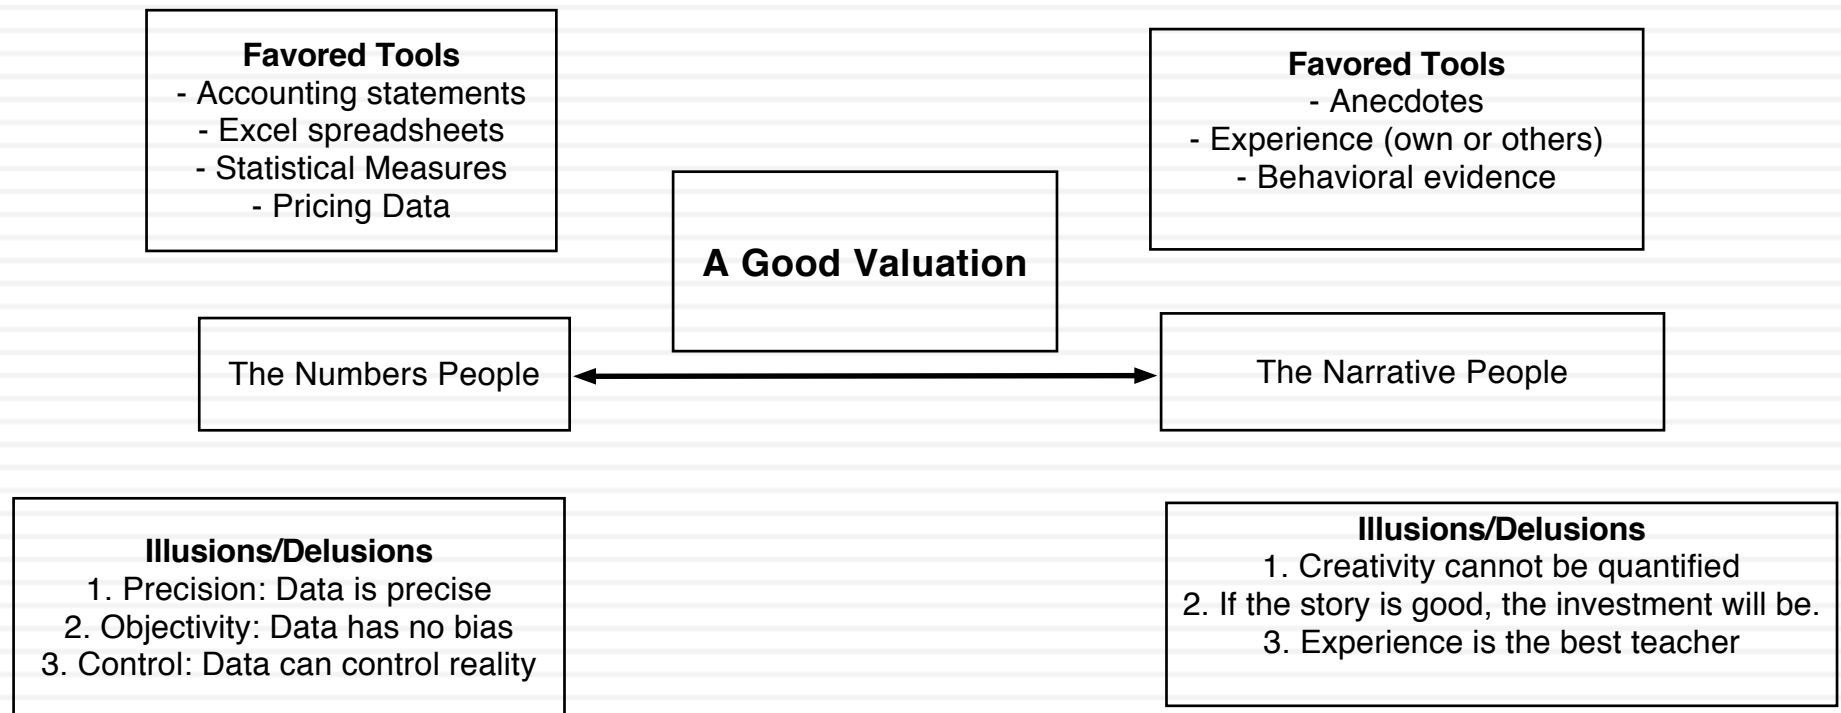 Favored Tools
- Accounting statements
- Excel spreadsheets
- Statistical Measures
- Pricing Data
Favored Tools
- Anecdotes
- Experience (own or others)
- Behavioral evidence
A Good Valuation
The Numbers People
The Narrative People
Illusions/Delusions
1. Precision: Data is precise
2. Objectivity: Data has no bias
3. Control: Data can control reality
Illusions/Delusions
1. Creativity cannot be quantified
2. If the story is good, the investment will be.
3. Experience is the best teacher